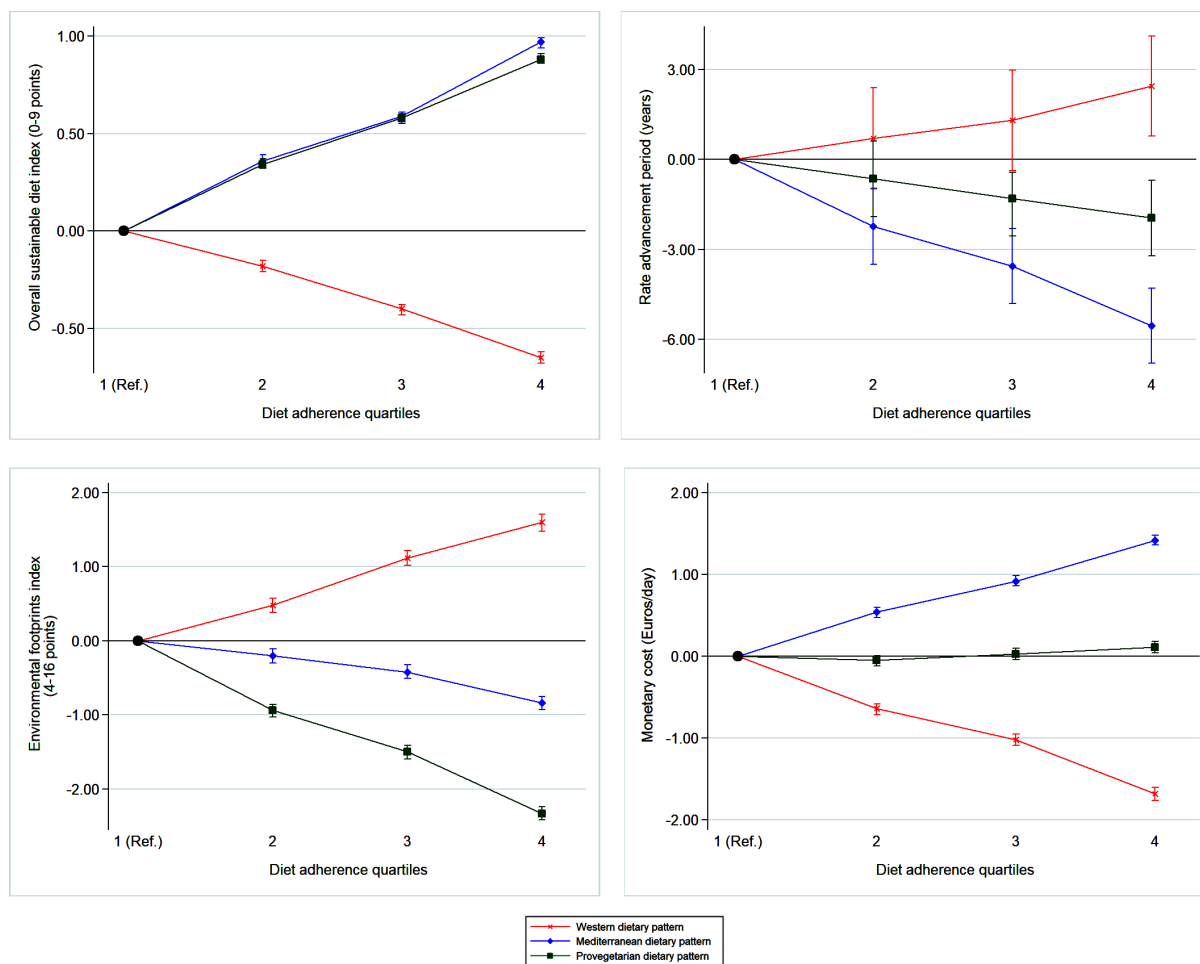 Overall sustainable diet index (0-9 points)
1.00
0.50
0.00
-0.50
1 (Ref.) 2 3 4
Diet adherence quartiles
Rate advancement period (years)
3.00
0.00
-3.00
-6.00
1 (Ref.) 2 3 4
Diet adherence quartiles
Environmental footprints index
(4-16 points)
2.00
1.00
0.00
-1.00
-2.00
1 (Ref.) 2 3 4
Diet adherence quartiles
Monetary cost (Euros/day)
2.00
1.00
0.00
-1.00
-2.00
1 (Ref.) 2 3 4
Diet adherence quartiles
Western dietary pattern
Mediterranean dietary pattern
Provegetarian dietary pattern